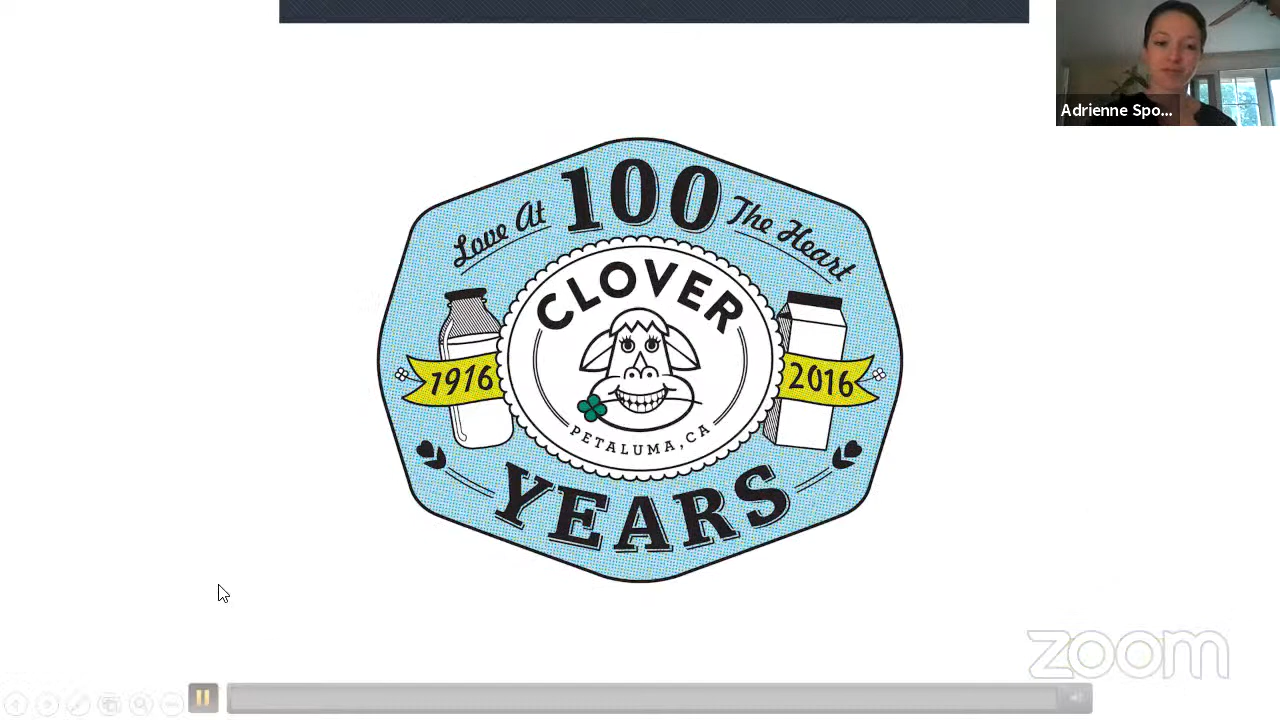 Adrienne Spo...
Love At 100 The Heart
CLOVER
1916
2016
PETALUMA, CA
YEARS
zoom